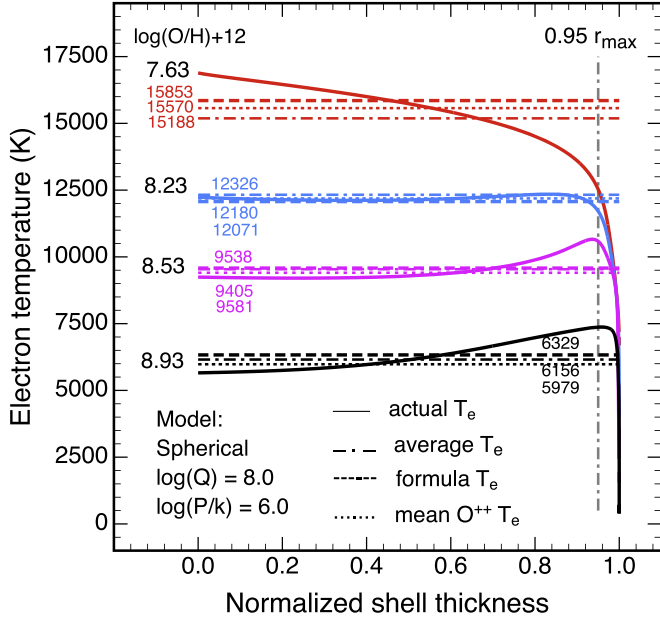 log(O/H)+12
0.95 r_max
17500
7.63
15853
15570
15188
15000
12500
8.23
12326
12180
12071
10000
8.53
9538
9405
9581
7500
8.93
6329
6156
5979
5000
Model:
Spherical
log(Q) = 8.0
log(P/k) = 6.0
actual T_e
average T_e
formula T_e
mean O⁺⁺ T_e
2500
0
Electron temperature (K)
0.0 0.2 0.4 0.6 0.8 1.0
Normalized shell thickness